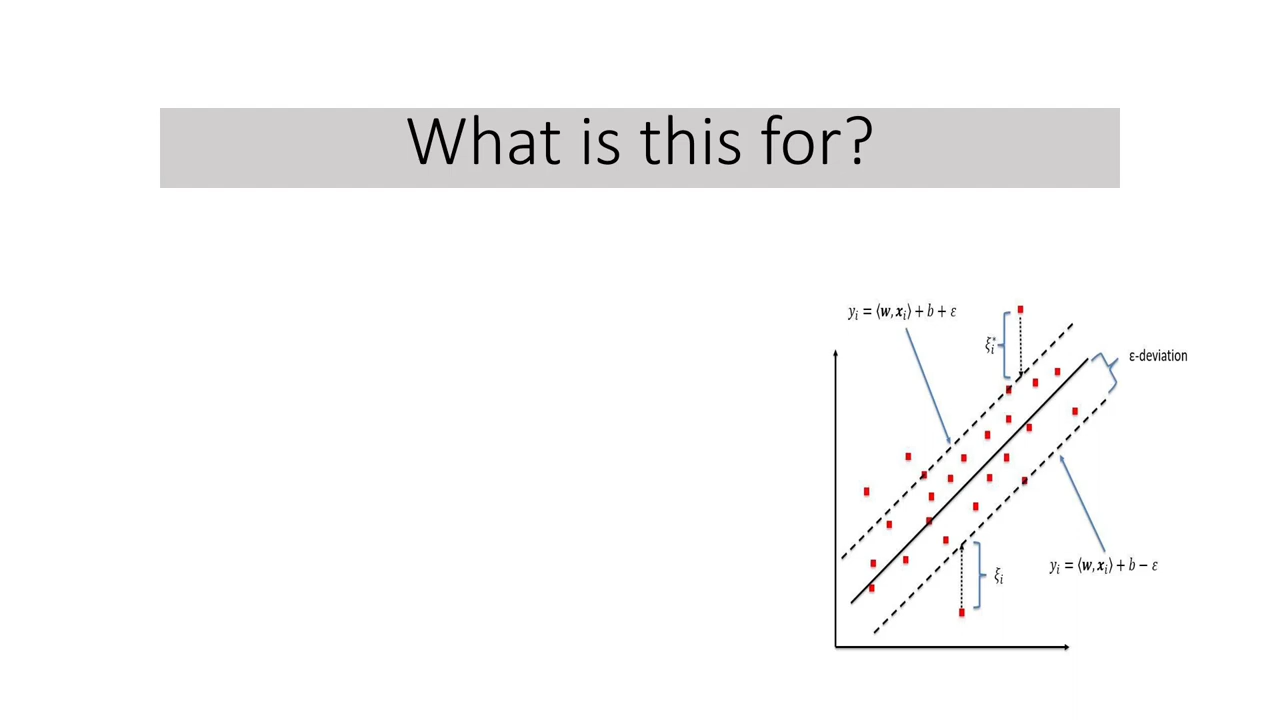 What is this for?
yᵢ = ⟨w, xᵢ⟩ + b + ε
ξᵢ*
ε-deviation
yᵢ = ⟨w, xᵢ⟩ + b − ε
ξᵢ